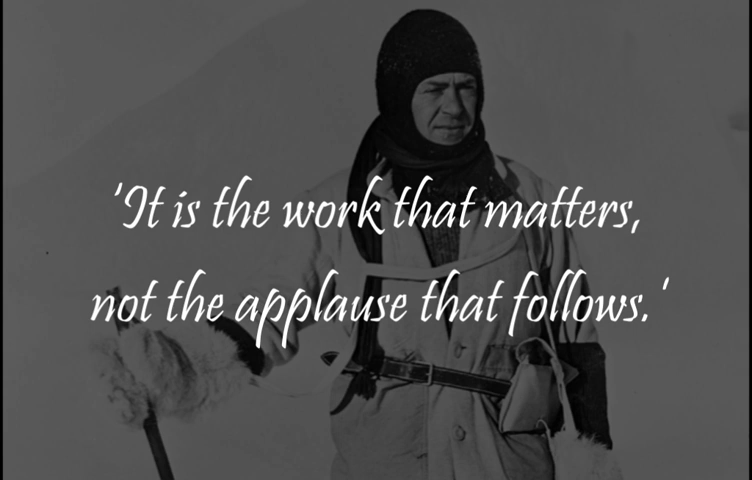 'It is the work that matters,
not the applause that follows.'